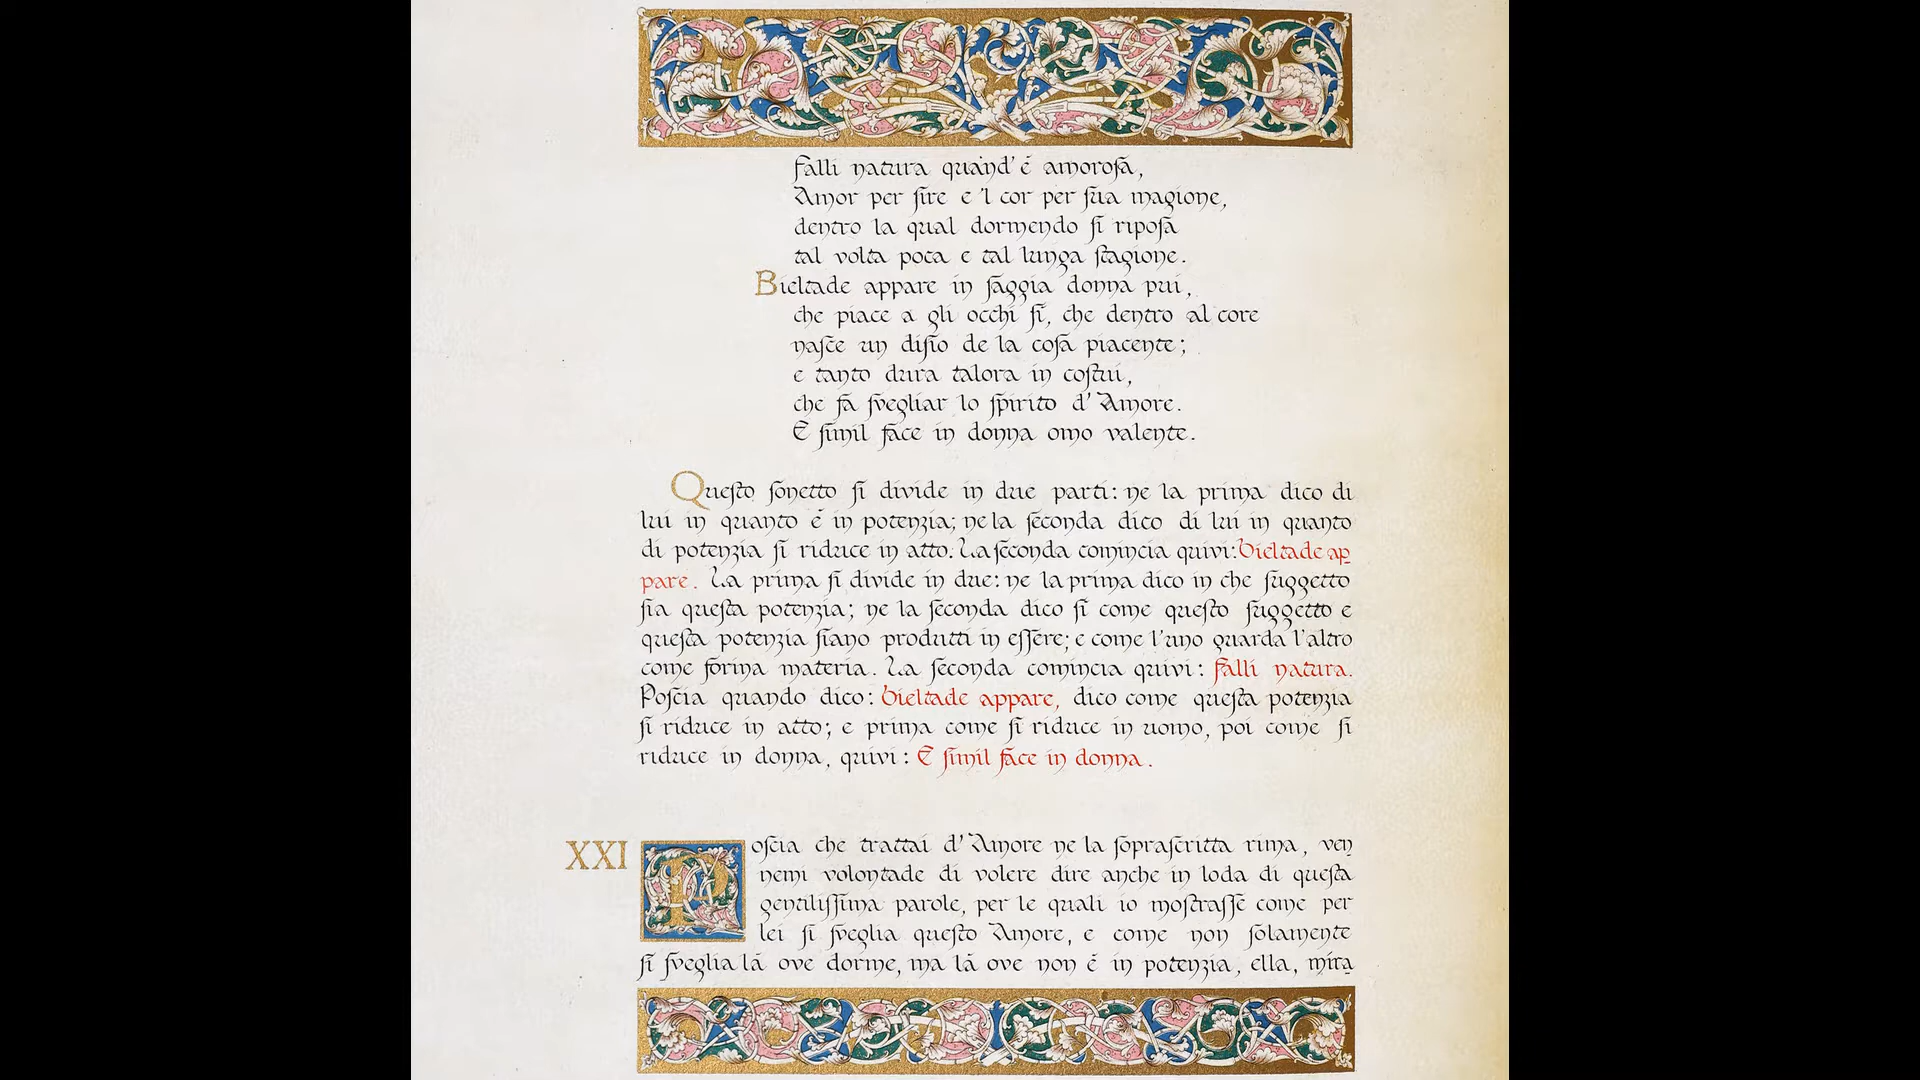 Falli natura quand' è amorosa,
Amor per sire e 'l cor per sua magione,
dentro la qual dormendo si riposa
tal volta poca e tal lunga stagione.
Bieltade appare in saggia donna pui,
che piace a gli occhi sì, che dentro al core
nasce un disio de la cosa piacente;
e tanto dura talora in costui,
che fa svegliar lo spirito d'Amore.
E simil face in donna omo valente.
Questo sonetto si divide in due parti: ne la prima dico di
lui in quanto è in potenzia; ne la seconda dico di lui in quanto
di potenzia si riduce in atto. La seconda comincia quivi: bieltade ap
pare. La prima si divide in due: ne la prima dico in che suggetto
sia questa potenzia; ne la seconda dico sì come questo suggetto e
questa potenzia siano produtti in essere; e come l'uno guarda l'altro
come forma materia. La seconda comincia quivi: falli natura.
Poscia quando dico: bieltade appare, dico come questa potenzia
si riduce in atto; e prima come si riduce in uomo, poi come si
riduce in donna, quivi: E simil face in donna.
XXI Poscia che trattai d'Amore ne la soprascritta rima, ven
nemi volontade di volere dire anche in loda di questa
gentilissima parole, per le quali io mostrasse come per
lei si sveglia questo Amore, e come non solamente
si sveglia là ove dorme, ma là ove non è in potenzia, ella, mira